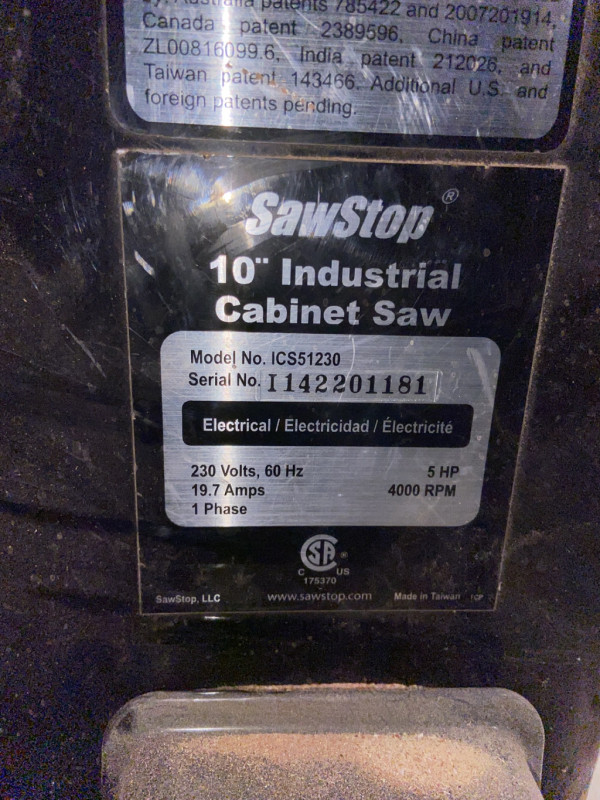 Australia patents 785422 and 2007201914,
Canada patent 2389596, China patent
ZL00816099.6, India patent 212026, and
Taiwan patent 143466. Additional U.S. and
foreign patents pending.
SawStop ®
10" Industrial
Cabinet Saw
Model No. ICS51230
Serial No. I142201181
Electrical / Electricidad / Électricité
230 Volts, 60 Hz 5 HP
19.7 Amps 4000 RPM
1 Phase
SA ®
C US
175370
SawStop, LLC www.sawstop.com Made in Taiwan ICP